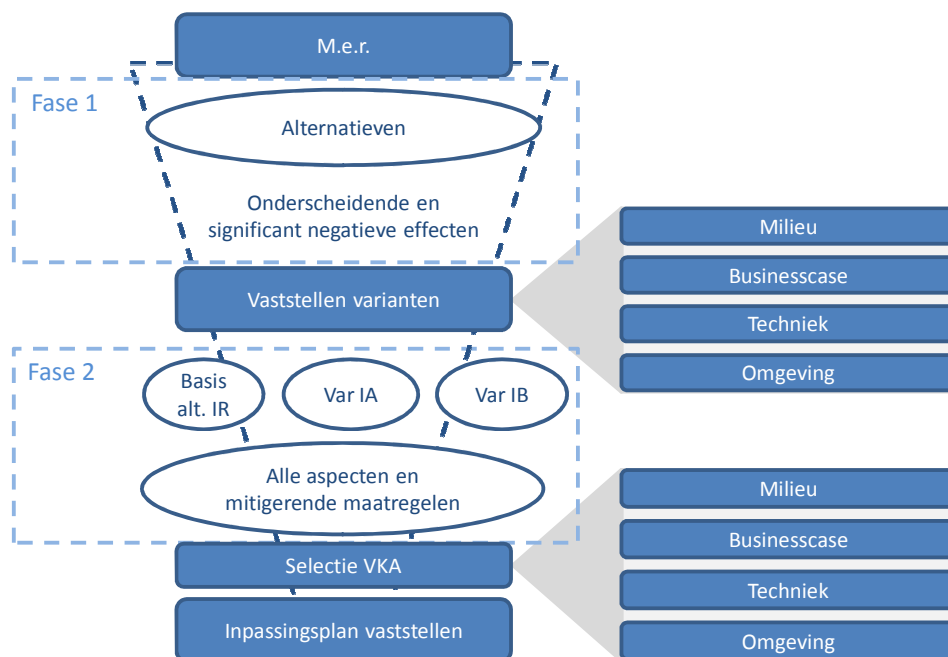 M.e.r.
Fase 1
Alternatieven
Onderscheidende en
significant negatieve effecten
Vaststellen varianten
Milieu
Businesscase
Techniek
Omgeving
Fase 2
Basis
alt. IR
Var IA
Var IB
Alle aspecten en
mitigerende maatregelen
Selectie VKA
Inpassingsplan vaststellen
Milieu
Businesscase
Techniek
Omgeving